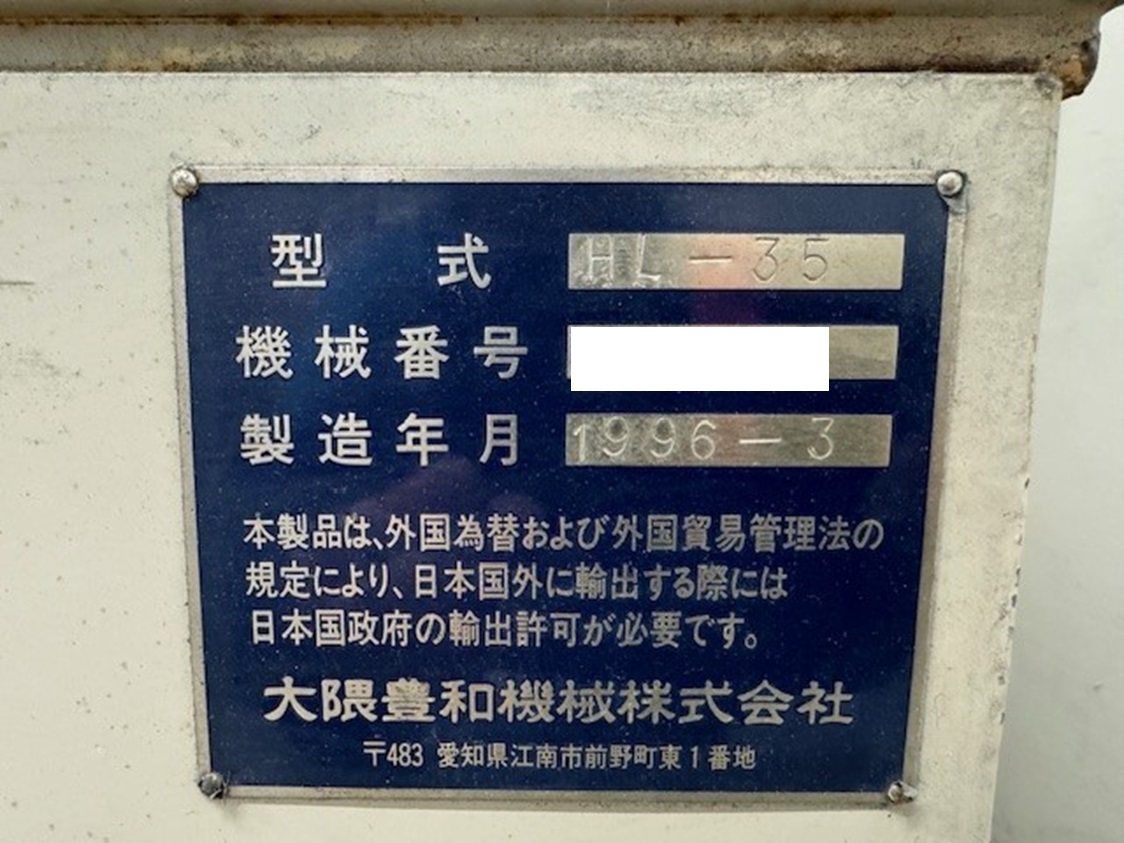 型式 HL-35
機械番号
製造年月 1996-3
本製品は、外国為替および外国貿易管理法の
規定により、日本国外に輸出する際には
日本国政府の輸出許可が必要です。
大隈豊和機械株式会社
〒483 愛知県江南市前野町東1番地